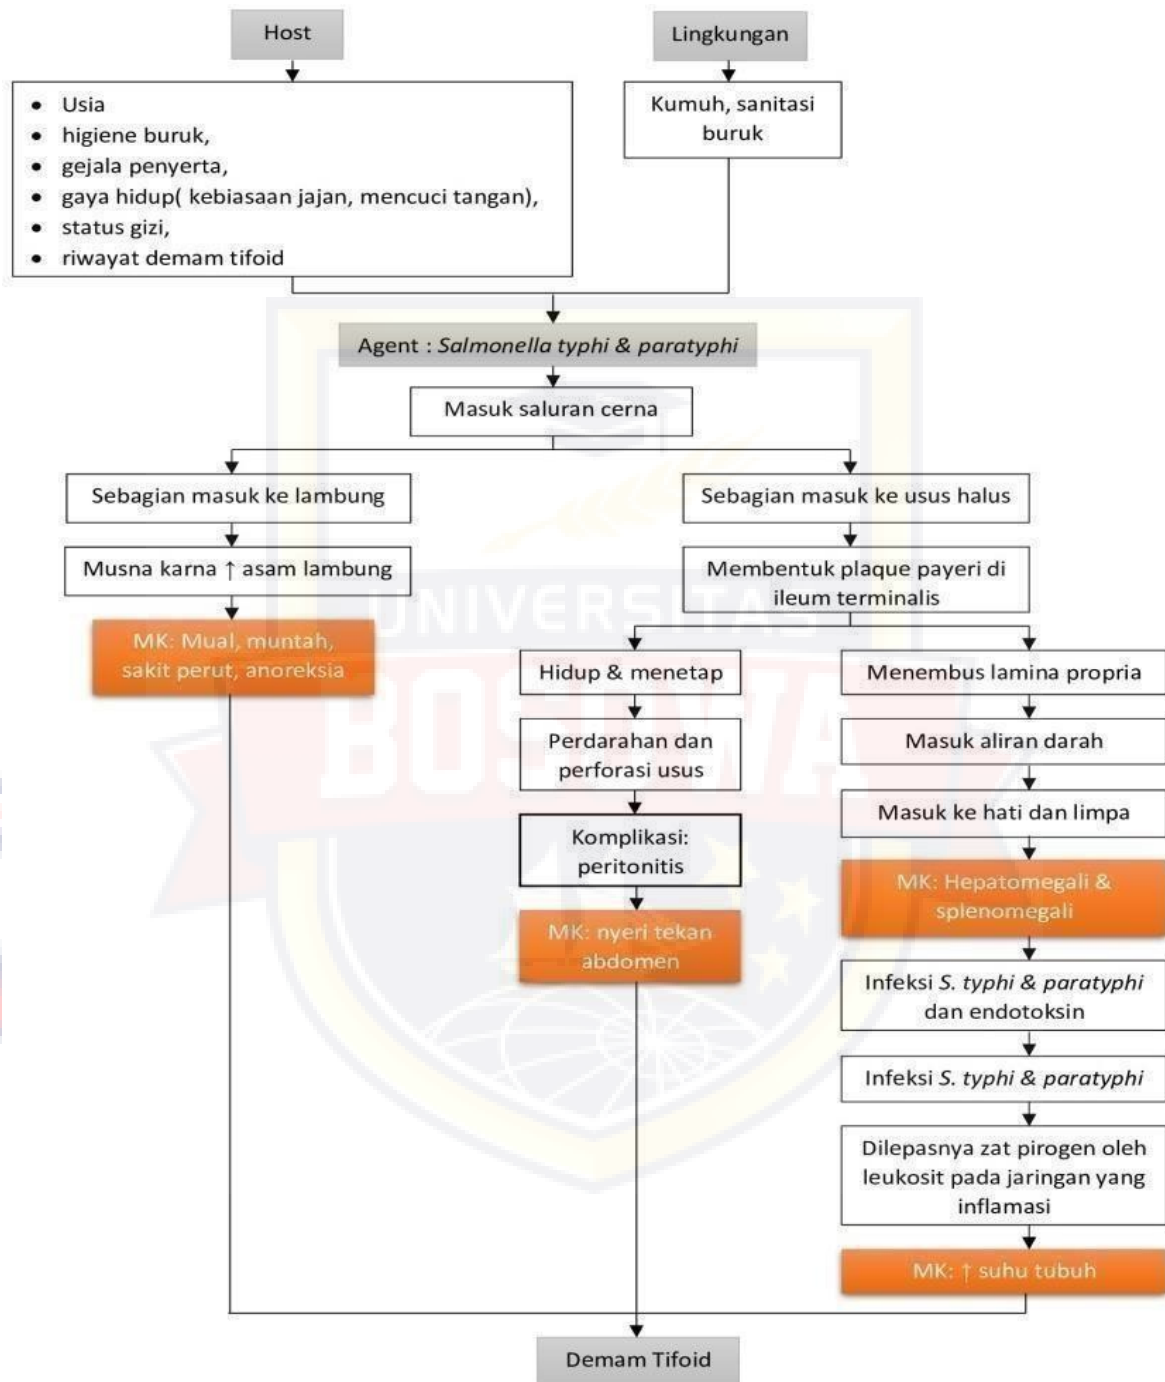 Host
Lingkungan
• Usia
• higiene buruk,
• gejala penyerta,
• gaya hidup( kebiasaan jajan, mencuci tangan),
• status gizi,
• riwayat demam tifoid
Kumuh, sanitasi
buruk
Agent : Salmonella typhi & paratyphi
Masuk saluran cerna
Sebagian masuk ke lambung
Sebagian masuk ke usus halus
Musna karna ↑ asam lambung
Membentuk plaque payeri di
ileum terminalis
UNIVERSITAS
BOSOWA
MK: Mual, muntah,
sakit perut, anoreksia
Hidup & menetap
Menembus lamina propria
Perdarahan dan
perforasi usus
Masuk aliran darah
Komplikasi:
peritonitis
Masuk ke hati dan limpa
MK: nyeri tekan
abdomen
MK: Hepatomegali &
splenomegali
Infeksi S. typhi & paratyphi
dan endotoksin
Infeksi S. typhi & paratyphi
Dilepasnya zat pirogen oleh
leukosit pada jaringan yang
inflamasi
MK: ↑ suhu tubuh
Demam Tifoid